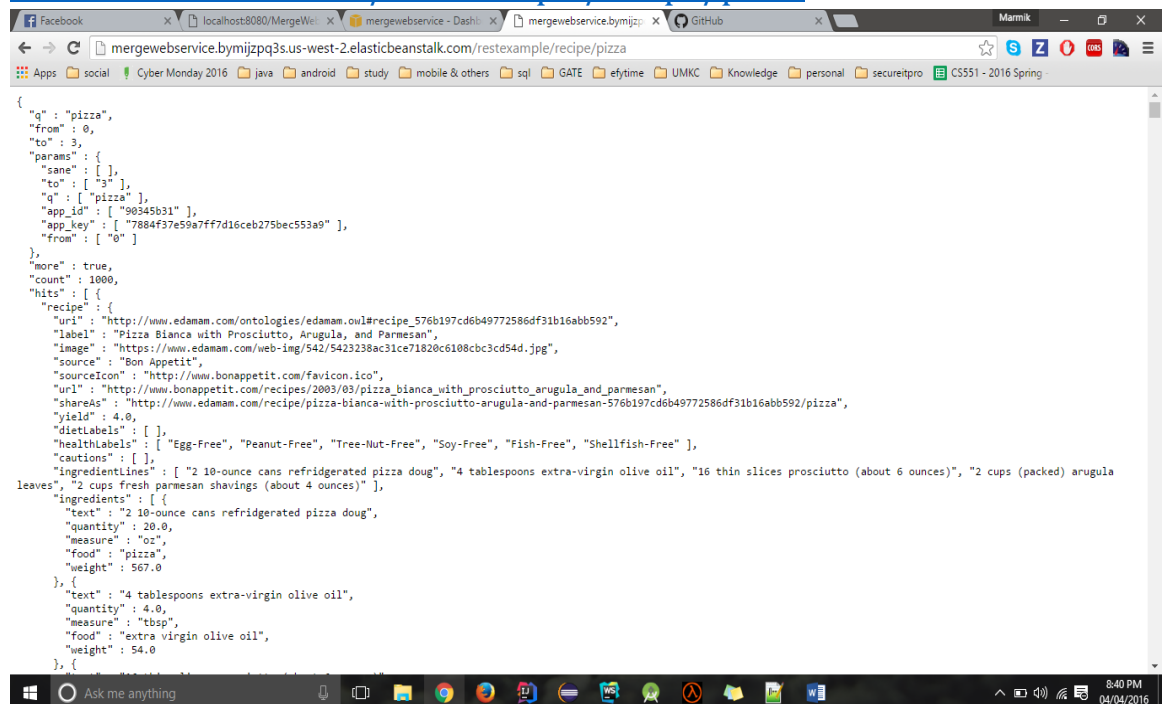 Facebook
localhost:8080/MergeWeb
mergewebservice - Dashb
mergewebservice.bymijzp
GitHub
Marmik
mergewebservice.bymijzpq3s.us-west-2.elasticbeanstalk.com/restexample/recipe/pizza
Apps social Cyber Monday 2016 java android study mobile & others sql GATE efytime UMKC Knowledge personal secureitpro CS551 - 2016 Spring
{
"q" : "pizza",
"from" : 0,
"to" : 3,
"params" : {
"sane" : [ ],
"to" : [ "3" ],
"q" : [ "pizza" ],
"app_id" : [ "90345b31" ],
"app_key" : [ "7884f37e59a7ff7d16ceb275bec553a9" ],
"from" : [ "0" ]
},
"more" : true,
"count" : 1000,
"hits" : [ {
"recipe" : {
"uri" : "http://www.edamam.com/ontologies/edamam.owl#recipe_576b197cd6b49772586df31b16abb592",
"label" : "Pizza Bianca with Prosciutto, Arugula, and Parmesan",
"image" : "https://www.edamam.com/web-img/542/5423238ac31ce71820c6108cbc3cd54d.jpg",
"source" : "Bon Appetit",
"sourceIcon" : "http://www.bonappetit.com/favicon.ico",
"url" : "http://www.bonappetit.com/recipes/2003/03/pizza_bianca_with_prosciutto_arugula_and_parmesan",
"shareAs" : "http://www.edamam.com/recipe/pizza-bianca-with-prosciutto-arugula-and-parmesan-576b197cd6b49772586df31b16abb592/pizza",
"yield" : 4.0,
"dietLabels" : [ ],
"healthLabels" : [ "Egg-Free", "Peanut-Free", "Tree-Nut-Free", "Soy-Free", "Fish-Free", "Shellfish-Free" ],
"cautions" : [ ],
"ingredientLines" : [ "2 10-ounce cans refridgerated pizza doug", "4 tablespoons extra-virgin olive oil", "16 thin slices prosciutto (about 6 ounces)", "2 cups (packed) arugula
leaves", "2 cups fresh parmesan shavings (about 4 ounces)" ],
"ingredients" : [ {
"text" : "2 10-ounce cans refridgerated pizza doug",
"quantity" : 20.0,
"measure" : "oz",
"food" : "pizza",
"weight" : 567.0
}, {
"text" : "4 tablespoons extra-virgin olive oil",
"quantity" : 4.0,
"measure" : "tbsp",
"food" : "extra virgin olive oil",
"weight" : 54.0
}, {
Ask me anything
8:40 PM
04/04/2016